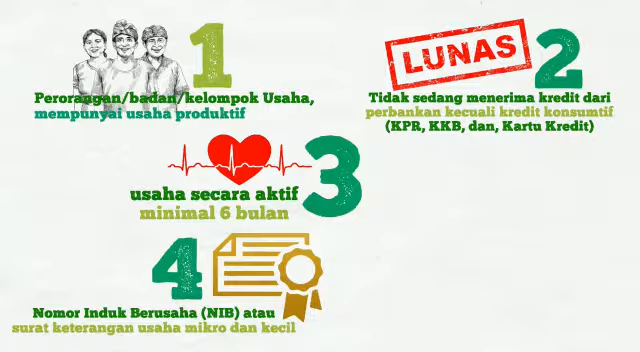 1
Perorangan/badan/kelompok Usaha,
mempunyai usaha produktif
LUNAS
2
Tidak sedang menerima kredit dari
perbankan kecuali kredit konsumtif
(KPR, KKB, dan, Kartu Kredit)
3
usaha secara aktif
minimal 6 bulan
4
Nomor Induk Berusaha (NIB) atau
surat keterangan usaha mikro dan kecil